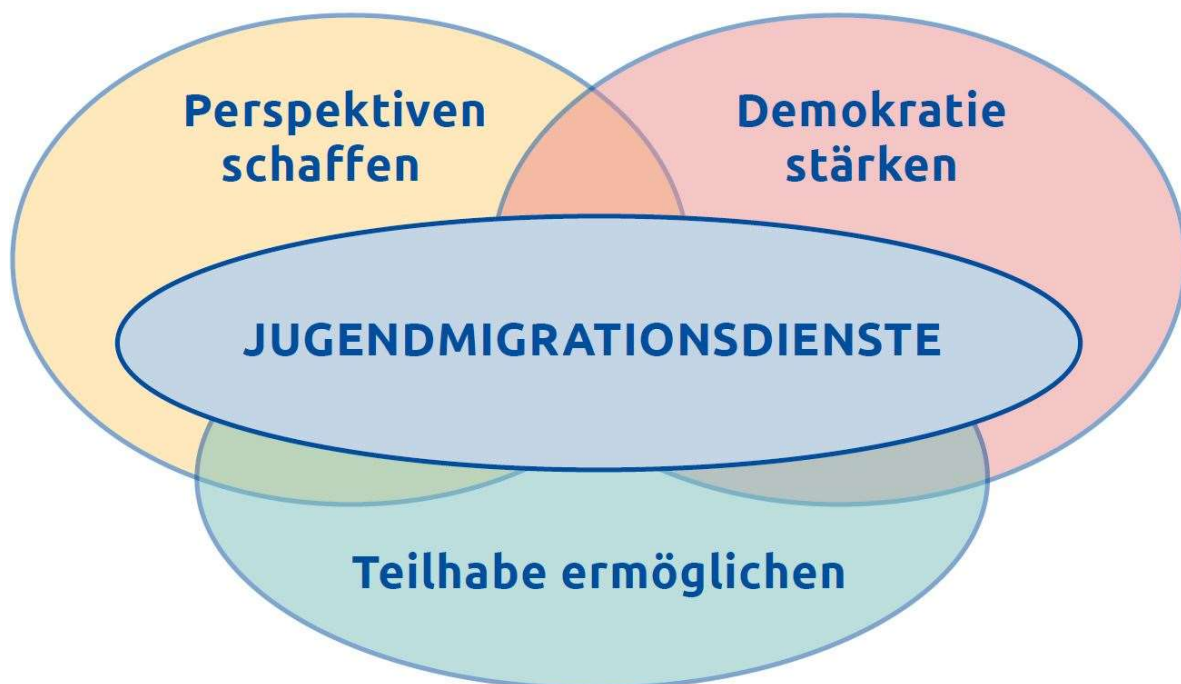 Perspektiven
schaffen
Demokratie
stärken
JUGENDMIGRATIONSDIENSTE
Teilhabe ermöglichen